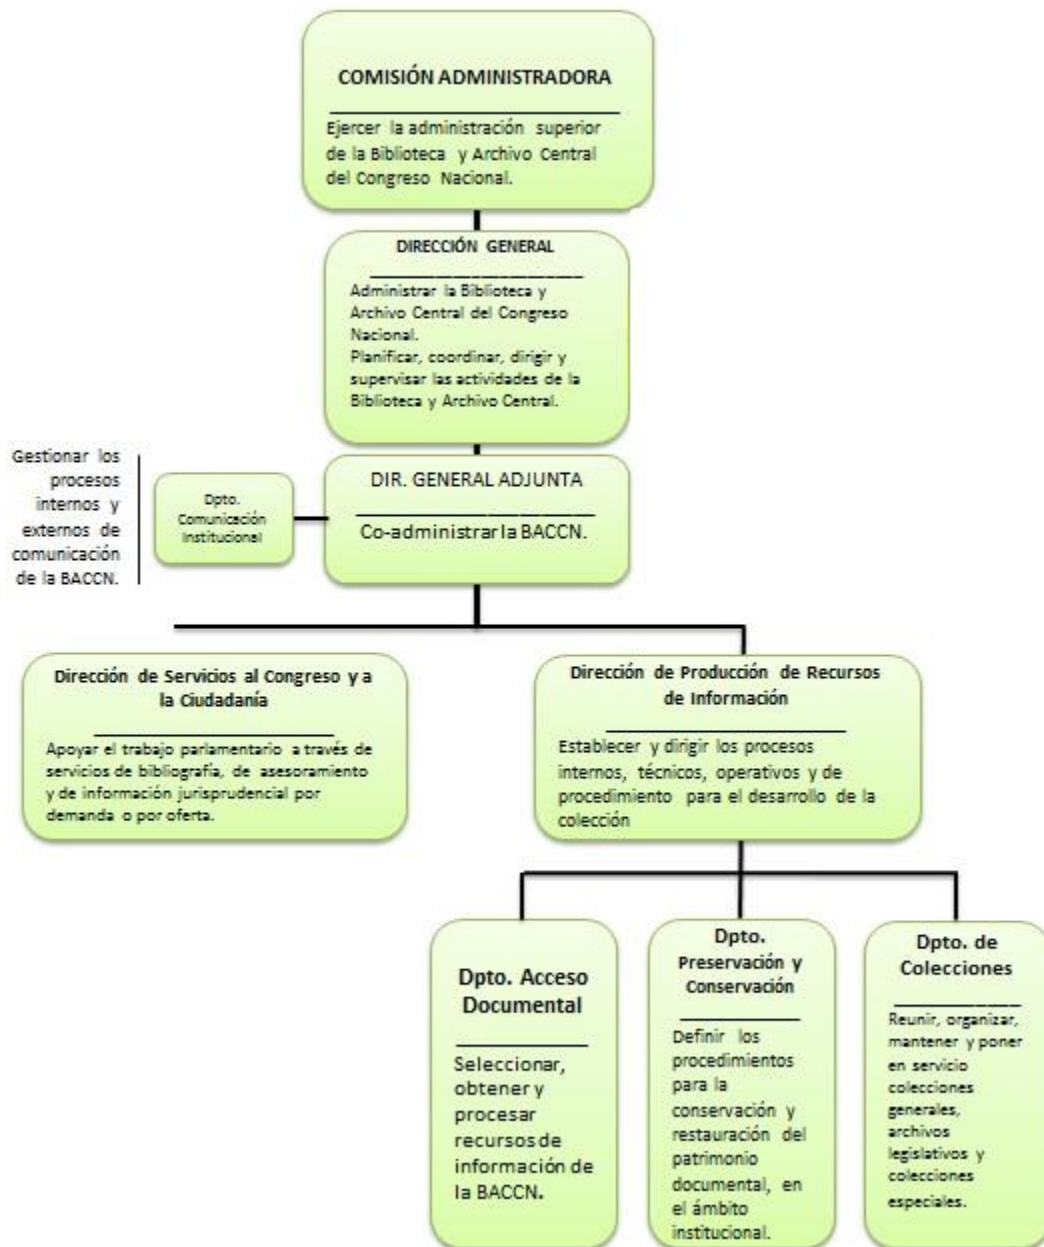 COMISIÓN ADMINISTRADORA
Ejercer la administración superior
de la Biblioteca y Archivo Central
del Congreso Nacional.
DIRECCIÓN GENERAL
Administrar la Biblioteca y
Archivo Central del Congreso
Nacional.
Planificar, coordinar, dirigir y
supervisar las actividades de la
Biblioteca y Archivo Central.
Gestionar los
procesos
internos y
externos de
comunicación
de la BACCN.
Dpto.
Comunicación
Institucional
DIR. GENERAL ADJUNTA
Co-administrar la BACCN.
Dirección de Servicios al Congreso y a
la Ciudadanía
Apoyar el trabajo parlamentario a través de
servicios de bibliografía, de asesoramiento
y de información jurisprudencial por
demanda o por oferta.
Dirección de Producción de Recursos
de Información
Establecer y dirigir los procesos
internos, técnicos, operativos y de
procedimiento para el desarrollo de la
colección
Dpto. Acceso
Documental
Seleccionar,
obtener y
procesar
recursos de
información de
la BACCN.
Dpto.
Preservación y
Conservación
Definir los
procedimientos
para la
conservación y
restauración del
patrimonio
documental, en
el ámbito
institucional.
Dpto. de
Colecciones
Reunir, organizar,
mantener y poner
en servicio
colecciones
generales,
archivos
legislativos y
colecciones
especiales.